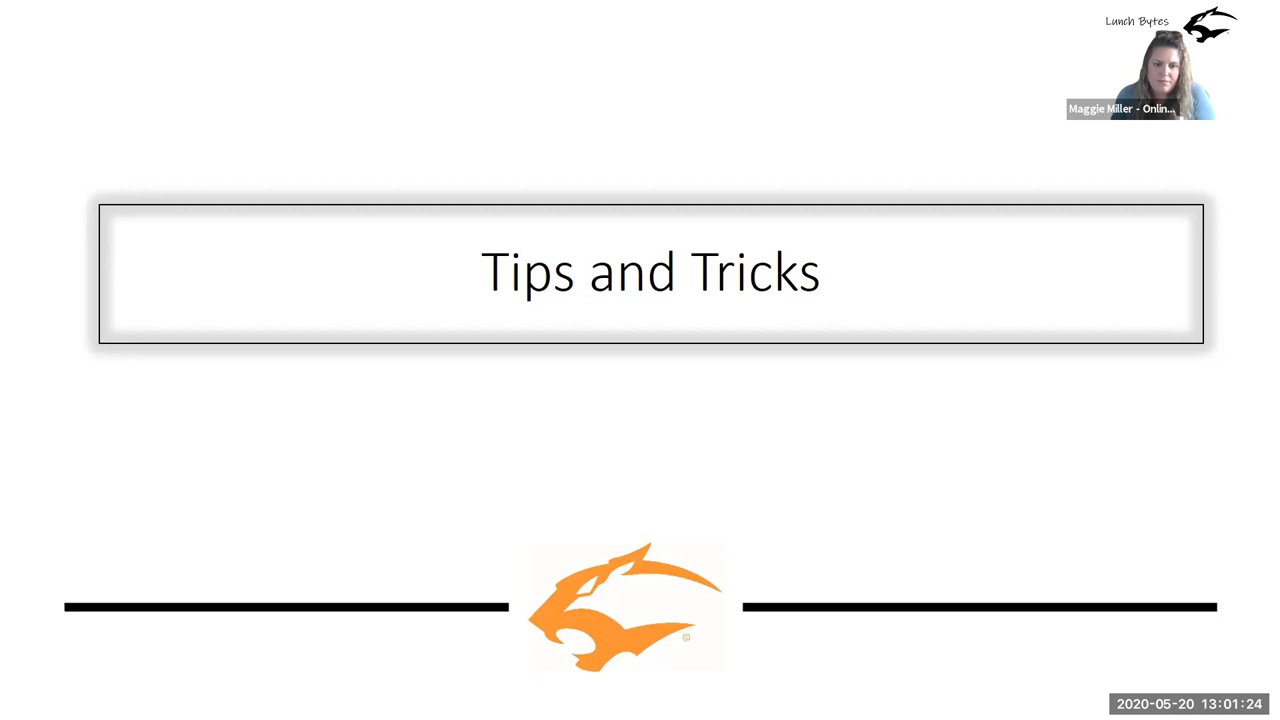 Lunch Bytes
Maggie Miller - Onlin...
Tips and Tricks
©
2020-05-20 13:01:24